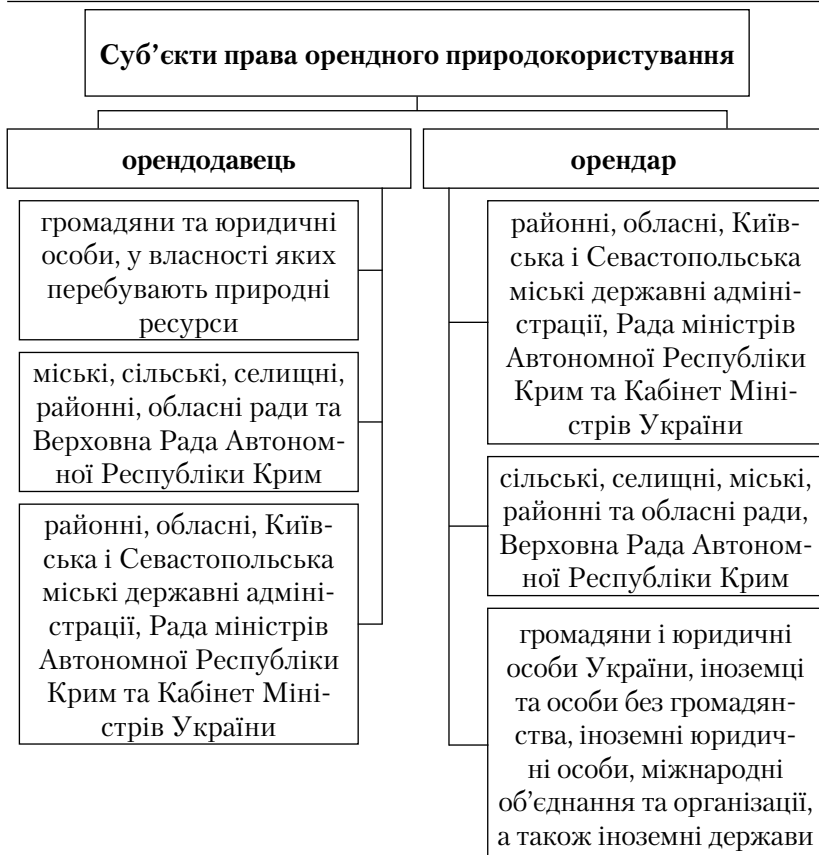 Суб’єкти права орендного природокористування
орендодавець
громадяни та юридичні
особи, у власності яких
перебувають природні
ресурси
міські, сільські, селищні,
районні, обласні ради та
Верховна Рада Автоном-
ної Республіки Крим
районні, обласні, Київ-
ська і Севастопольська
міські державні адміні-
страції, Рада міністрів
Автономної Республіки
Крим та Кабінет Міні-
стрів України
орендар
районні, обласні, Київ-
ська і Севастопольська
міські державні адміні-
страції, Рада міністрів
Автономної Республіки
Крим та Кабінет Міні-
стрів України
сільські, селищні, міські,
районні та обласні ради,
Верховна Рада Автоном-
ної Республіки Крим
громадяни і юридичні
особи України, іноземці
та особи без громадян-
ства, іноземні юридич-
ні особи, міжнародні
об’єднання та організації,
а також іноземні держави